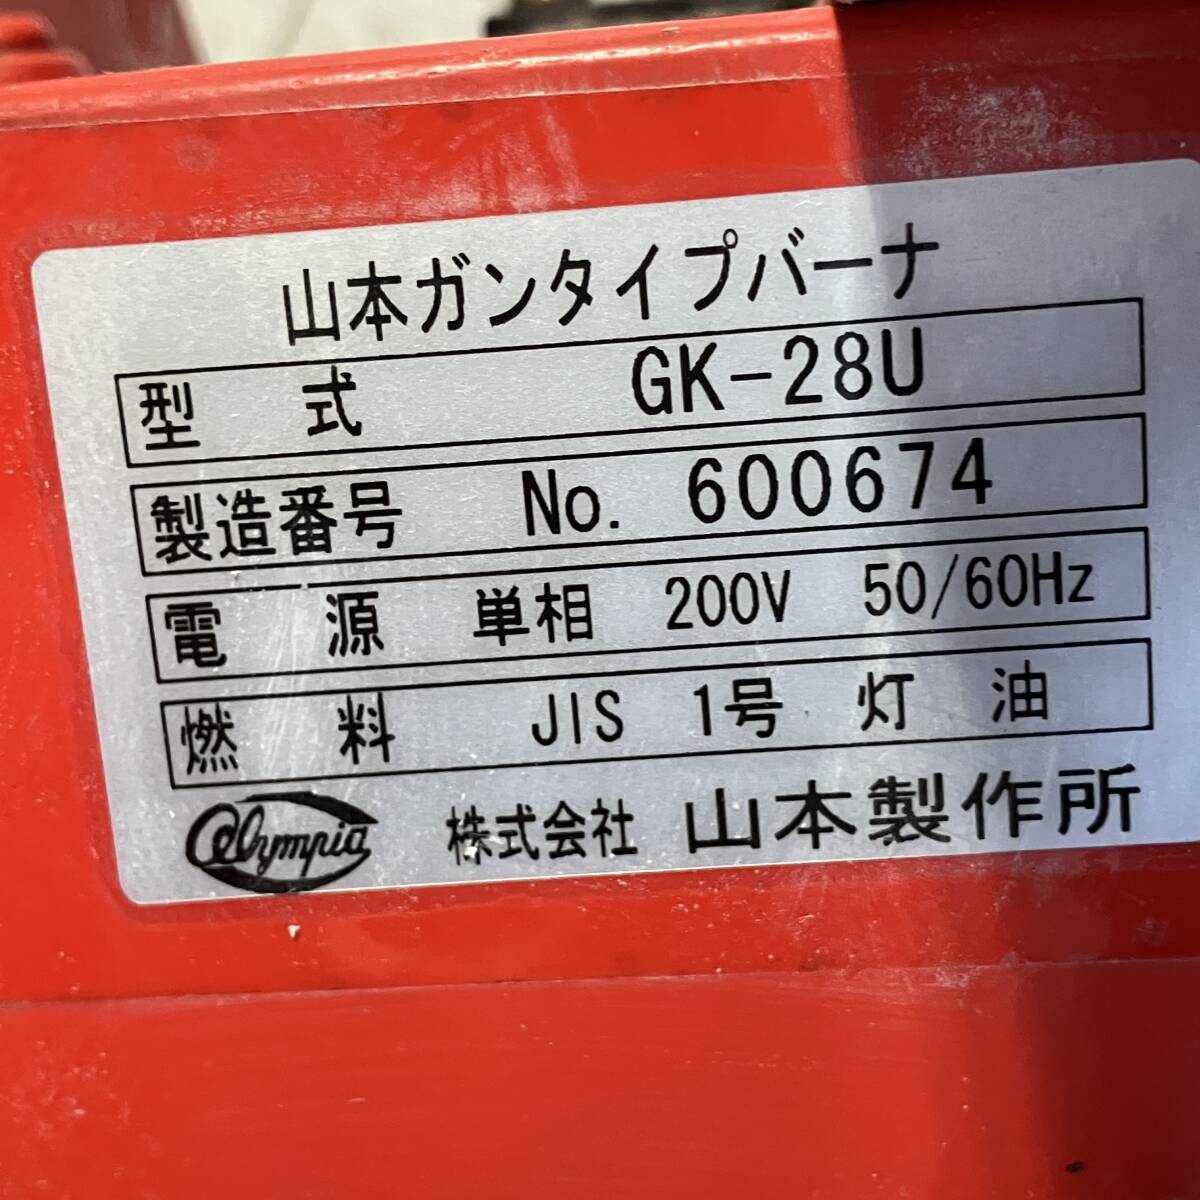 山本ガンタイプバーナ
型式 GK-28U
製造番号 No. 600674
電源 単相 200V 50/60Hz
燃料 JIS 1号 灯油
Olympia 株式会社 山本製作所